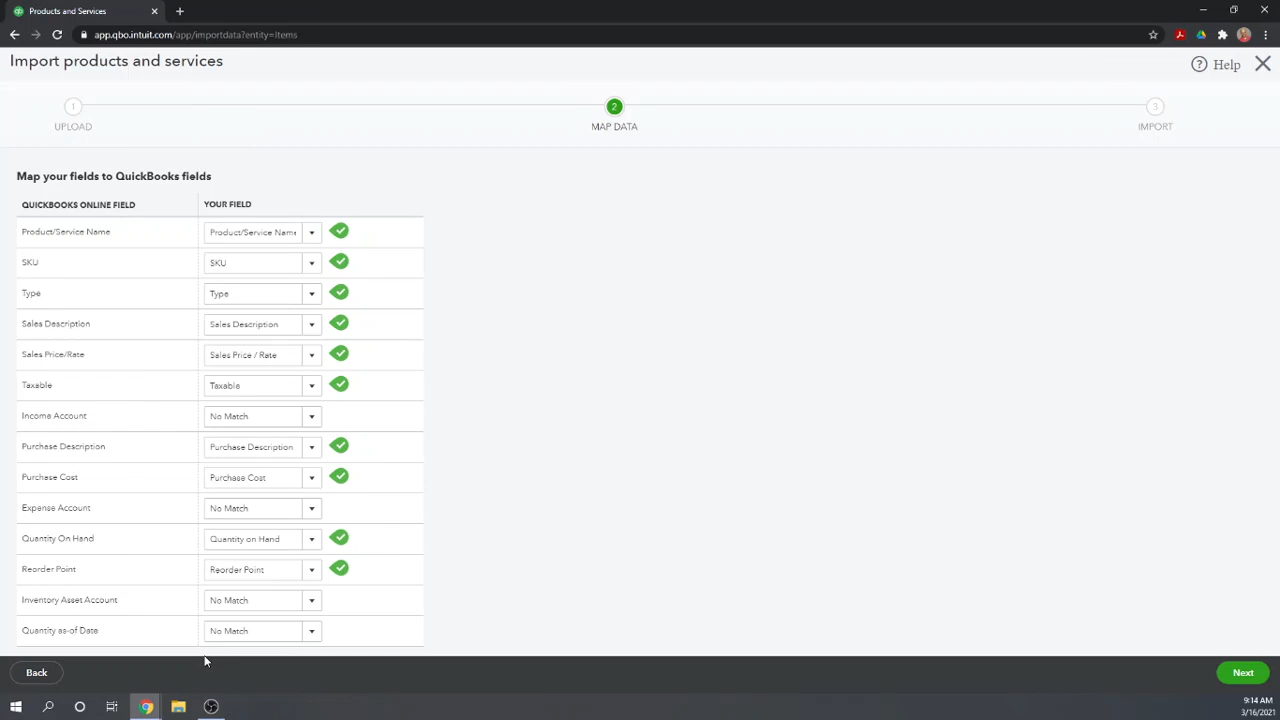 Products and Services
app.qbo.intuit.com/app/importdata?entity=Items
Import products and services
Help
1
2
3
UPLOAD
MAP DATA
IMPORT
Map your fields to QuickBooks fields
QUICKBOOKS ONLINE FIELD YOUR FIELD
Product/Service Name Product/Service Name
SKU SKU
Type Type
Sales Description Sales Description
Sales Price/Rate Sales Price / Rate
Taxable Taxable
Income Account No Match
Purchase Description Purchase Description
Purchase Cost Purchase Cost
Expense Account No Match
Quantity On Hand Quantity on Hand
Reorder Point Reorder Point
Inventory Asset Account No Match
Quantity as-of Date No Match
Back
Next
9:14 AM
3/16/2021